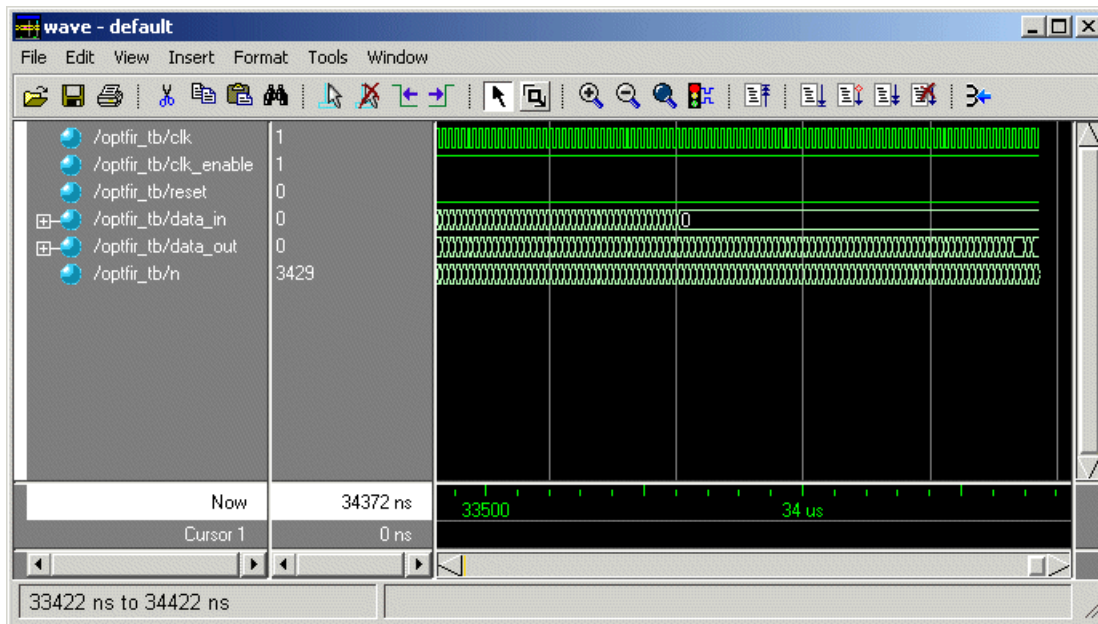 wave - default
File Edit View Insert Format Tools Window
/optfir_tb/clk 1
/optfir_tb/clk_enable 1
/optfir_tb/reset 0
/optfir_tb/data_in 0 0
/optfir_tb/data_out 0
/optfir_tb/n 3429
Now 34372 ns 33500 34 us
Cursor 1 0 ns
33422 ns to 34422 ns